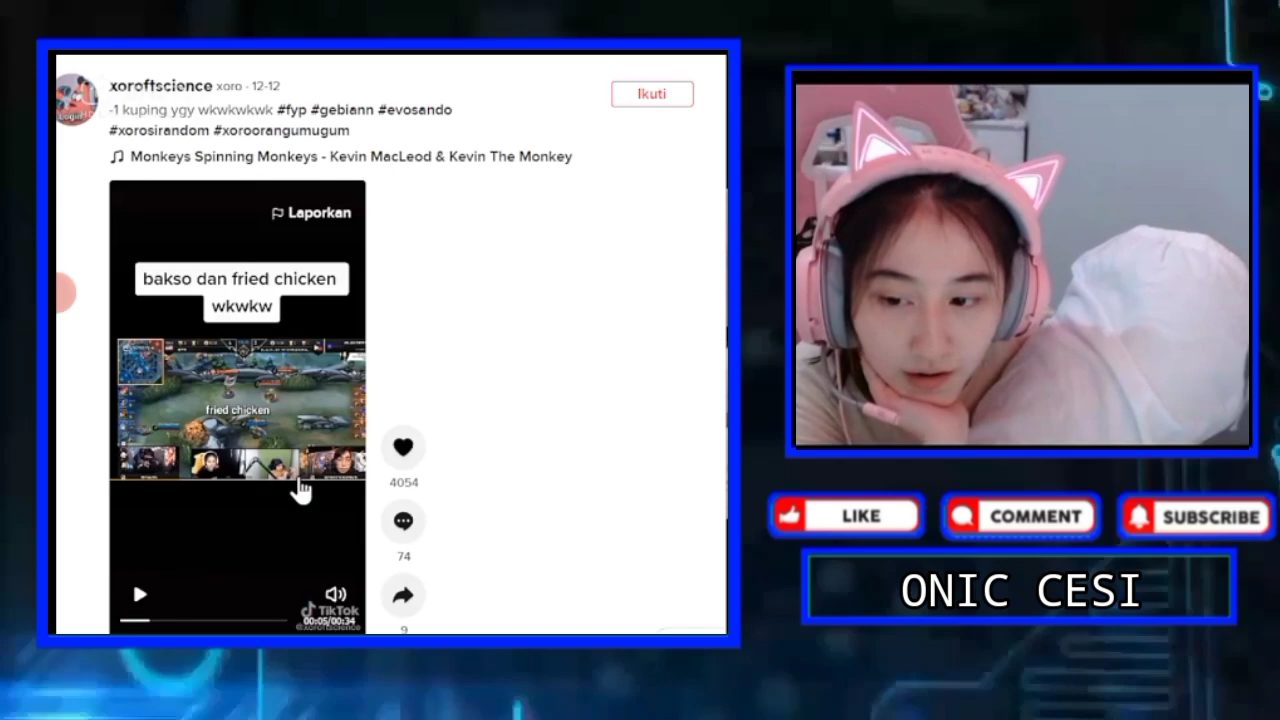 xoroftscience xoro · 12-12
Ikuti
-1 kuping ygy wkwkwkwk #fyp #gebiann #evosando
#xorosirandom #xoroorangumugum
Monkeys Spinning Monkeys - Kevin MacLeod & Kevin The Monkey
Laporkan
bakso dan fried chicken
wkwkw
fried chicken
4054
74
9
TikTok
00:05/00:34
@xoroftscience
LIKE
COMMENT
SUBSCRIBE
ONIC CESI